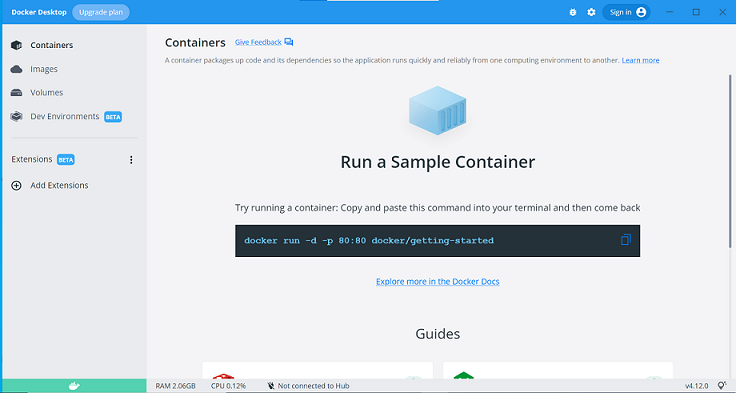 Docker Desktop Upgrade plan Sign in
Containers
Images
Volumes
Dev Environments BETA
Extensions BETA
Add Extensions
Containers Give Feedback
A container packages up code and its dependencies so the application runs quickly and reliably from one computing environment to another. Learn more
Run a Sample Container
Try running a container: Copy and paste this command into your terminal and then come back
docker run -d -p 80:80 docker/getting-started
Explore more in the Docker Docs
Guides
RAM 2.06GB CPU 0.12% Not connected to Hub v4.12.0